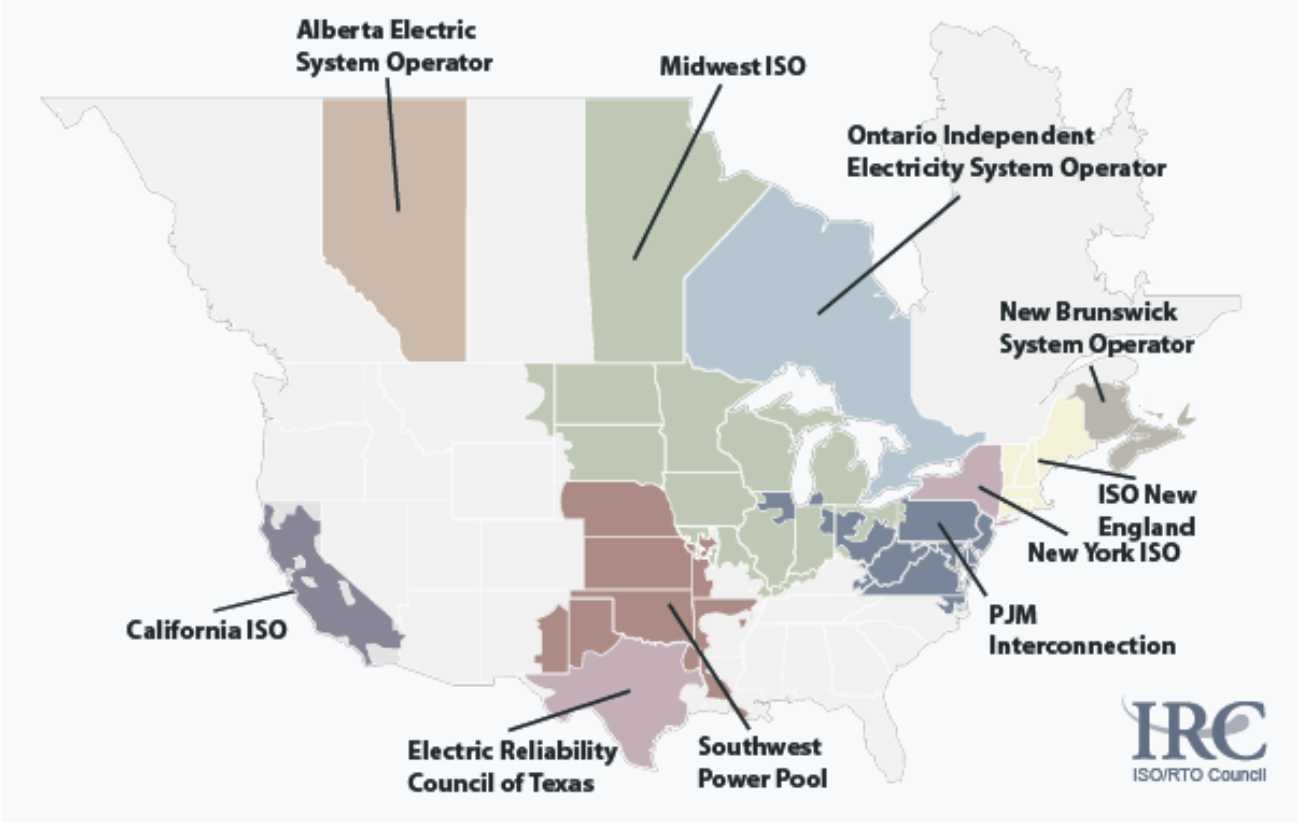 Alberta Electric
System Operator
Midwest ISO
Ontario Independent
Electricity System Operator
New Brunswick
System Operator
ISO New
England
New York ISO
California ISO
PJM
Interconnection
Electric Reliability
Council of Texas
Southwest
Power Pool
IRC
ISO/RTO Council